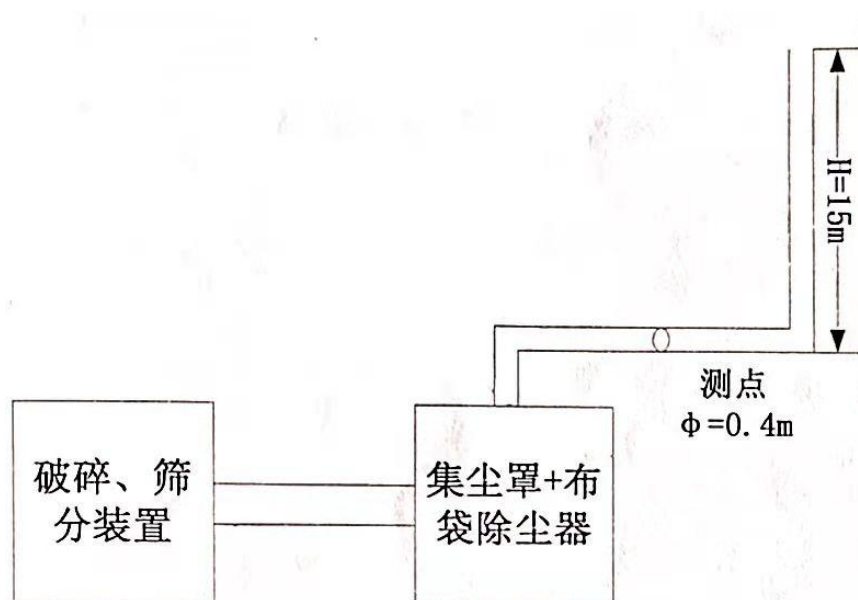 H=15m
测点
Φ=0.4m
破碎、筛
分装置
集尘罩+布
袋除尘器